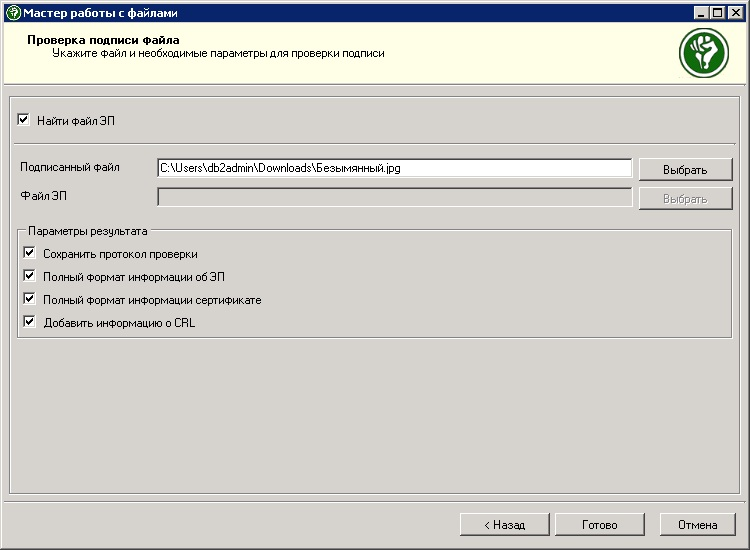 Мастер работы с файлами
Проверка подписи файла
Укажите файл и необходимые параметры для проверки подписи
Найти файл ЭП
Подписанный файл C:\Users\db2admin\Downloads\Безымянный.jpg Выбрать
Файл ЭП Выбрать
Параметры результата
Сохранить протокол проверки
Полный формат информации об ЭП
Полный формат информации сертификате
Добавить информацию о CRL
< Назад Готово Отмена